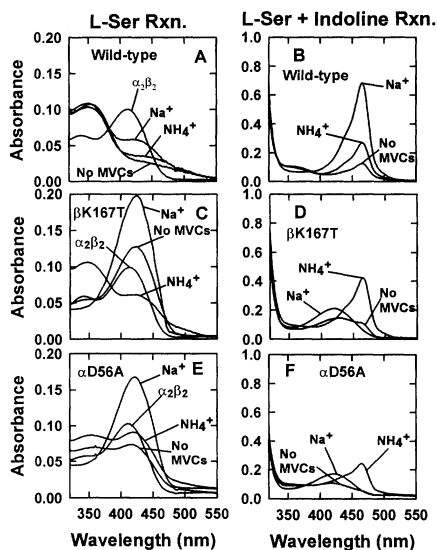 L-Ser Rxn.
L-Ser + Indoline Rxn.
Absorbance
0.20
0.15
0.10
0.05
0.00
Wild-type
A
α₂β₂
Na⁺
NH₄⁺
No MVCs
1.0
0.8
0.6
0.4
0.2
0.0
B
Wild-type
Na⁺
NH₄⁺
No
MVCs
Absorbance
0.20
0.15
0.10
0.05
0.00
βK167T
C
Na⁺
No MVCs
α₂β₂
NH₄⁺
1.0
0.8
0.6
0.4
0.2
0.0
D
βK167T
NH₄⁺
Na⁺
No
MVCs
Absorbance
0.20
0.15
0.10
0.05
0.00
αD56A
E
Na⁺
α₂β₂
NH₄⁺
No
MVCs
350 400 450 500 550
Wavelength (nm)
1.0
0.8
0.6
0.4
0.2
0.0
F
αD56A
No
MVCs
Na⁺
NH₄⁺
350 400 450 500 550
Wavelength (nm)